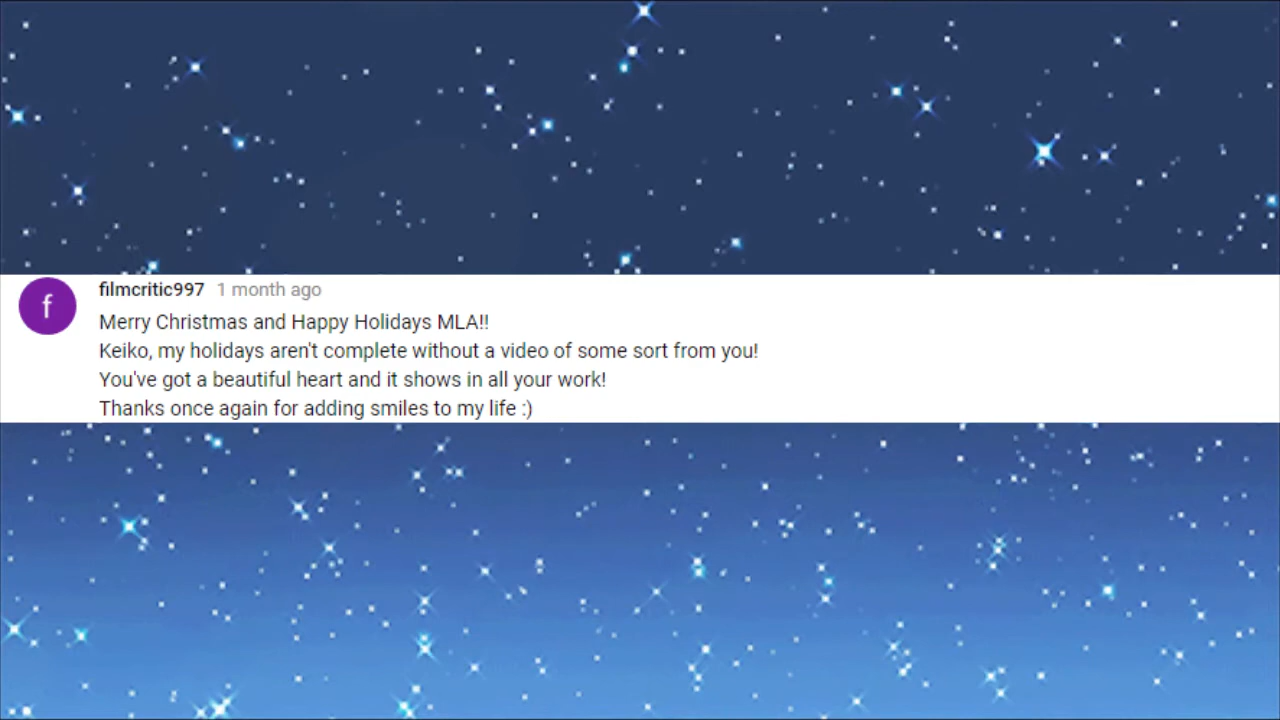 f
filmcritic997 1 month ago
Merry Christmas and Happy Holidays MLA!!
Keiko, my holidays aren't complete without a video of some sort from you!
You've got a beautiful heart and it shows in all your work!
Thanks once again for adding smiles to my life :)